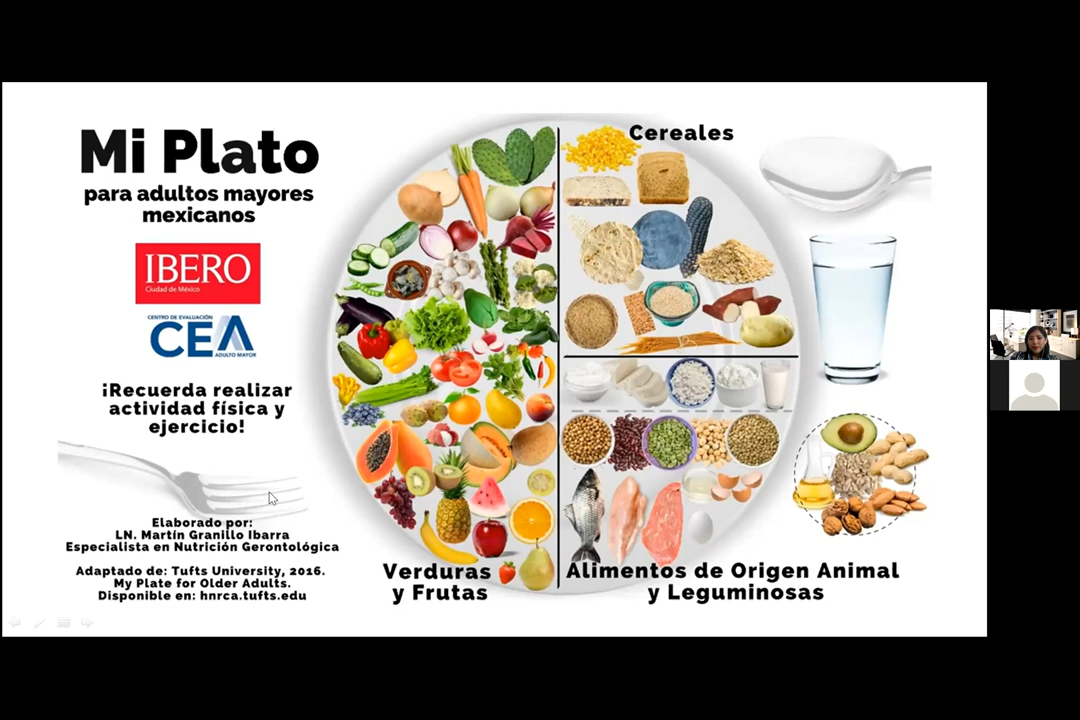 Mi Plato
para adultos mayores
mexicanos
IBERO
Ciudad de México
CENTRO DE EVALUACIÓN
CEA
ADULTO MAYOR
¡Recuerda realizar
actividad física y
ejercicio!
Elaborado por:
LN. Martín Granillo Ibarra
Especialista en Nutrición Gerontológica
Adaptado de: Tufts University, 2016.
My Plate for Older Adults.
Disponible en: hnrca.tufts.edu
Cereales
Verduras
y Frutas
Alimentos de Origen Animal
y Leguminosas